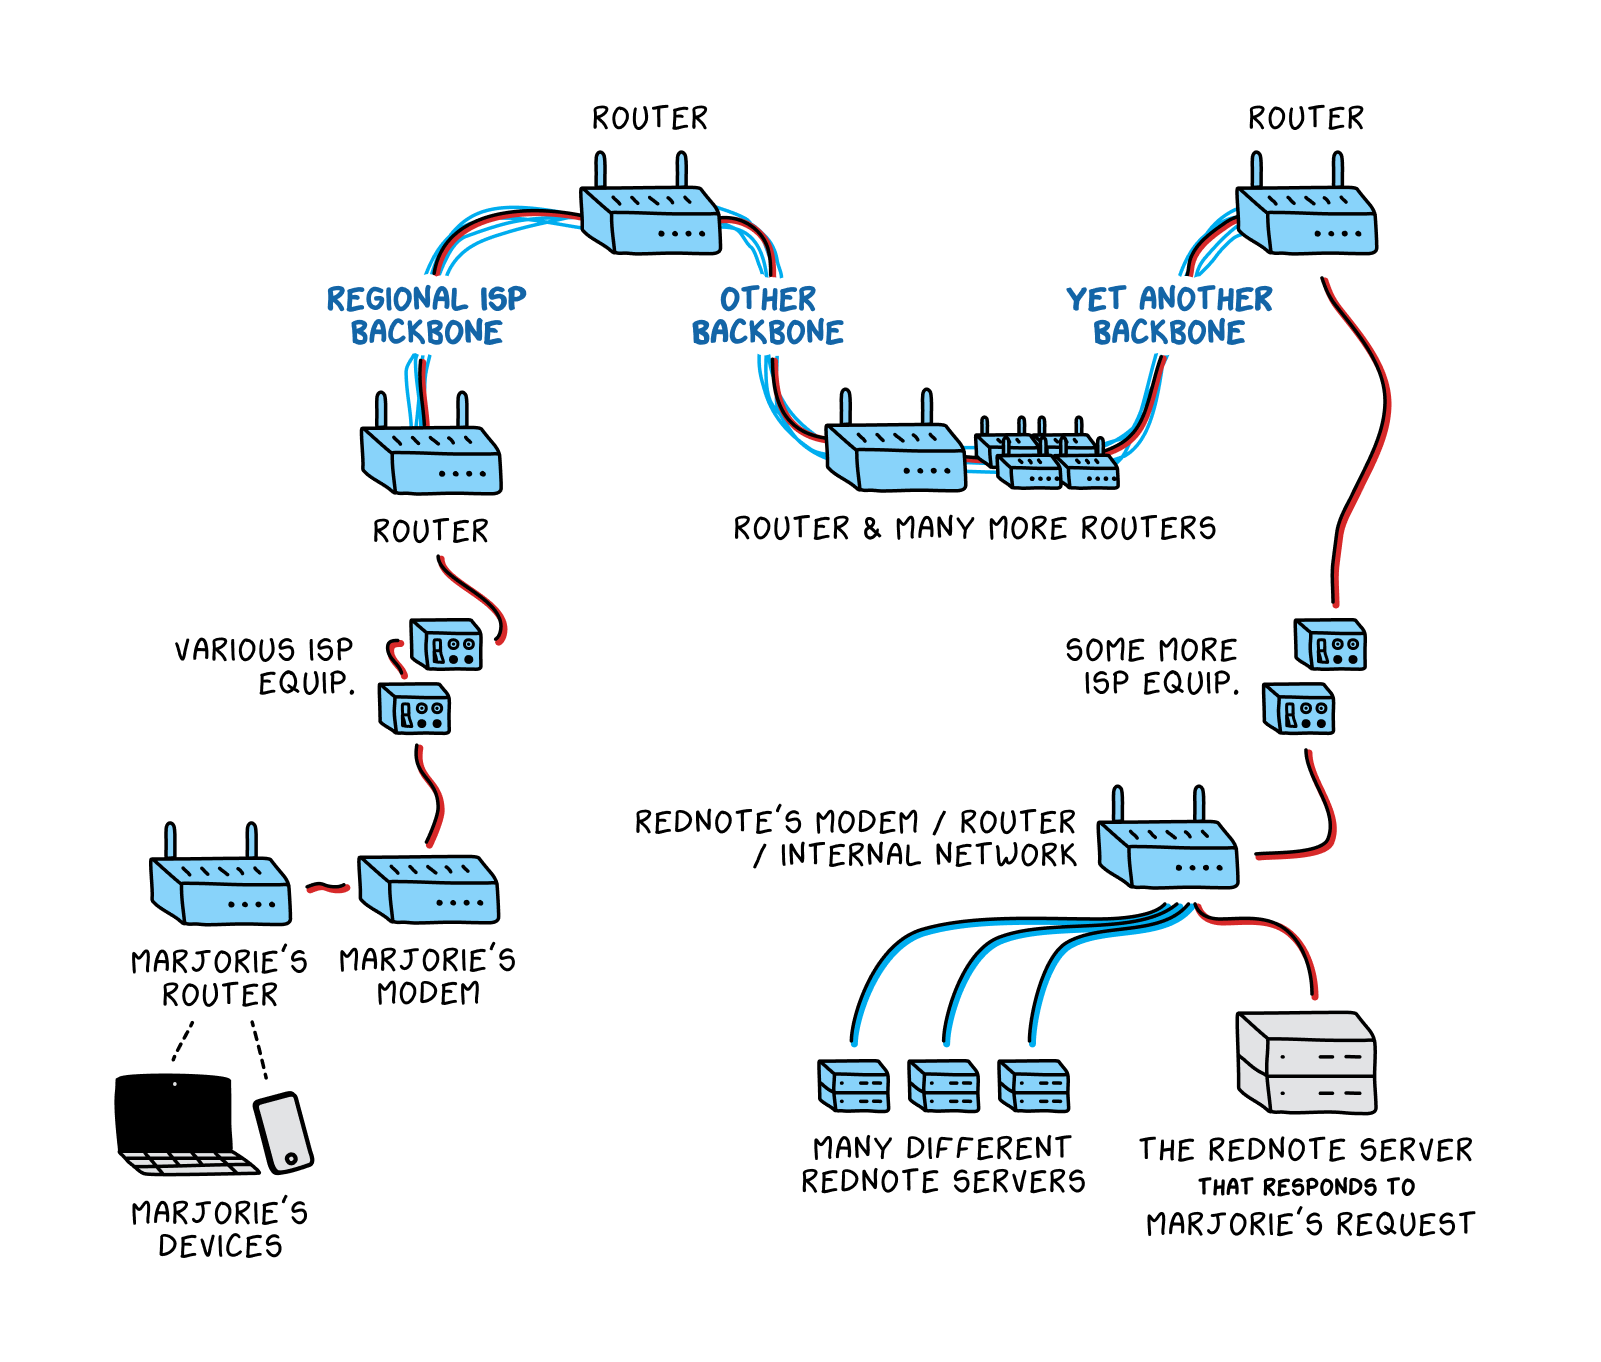 ROUTER
ROUTER
REGIONAL ISP
BACKBONE
OTHER
BACKBONE
YET ANOTHER
BACKBONE
ROUTER
ROUTER & MANY MORE ROUTERS
VARIOUS ISP
EQUIP.
SOME MORE
ISP EQUIP.
REDNOTE'S MODEM / ROUTER
/ INTERNAL NETWORK
MARJORIE'S
ROUTER
MARJORIE'S
MODEM
MANY DIFFERENT
REDNOTE SERVERS
THE REDNOTE SERVER
THAT RESPONDS TO
MARJORIE'S REQUEST
MARJORIE'S
DEVICES